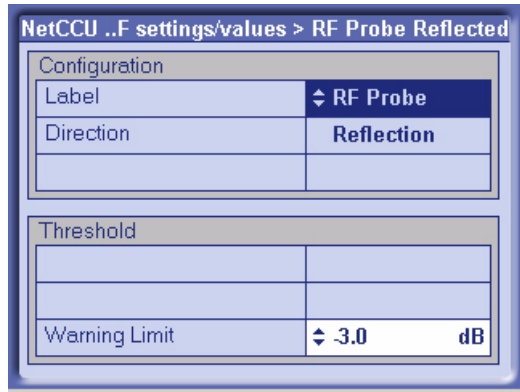 NetCCU ..F settings/values > RF Probe Reflected
Configuration
Label RF Probe
Direction Reflection
Threshold
Warning Limit -3.0 dB